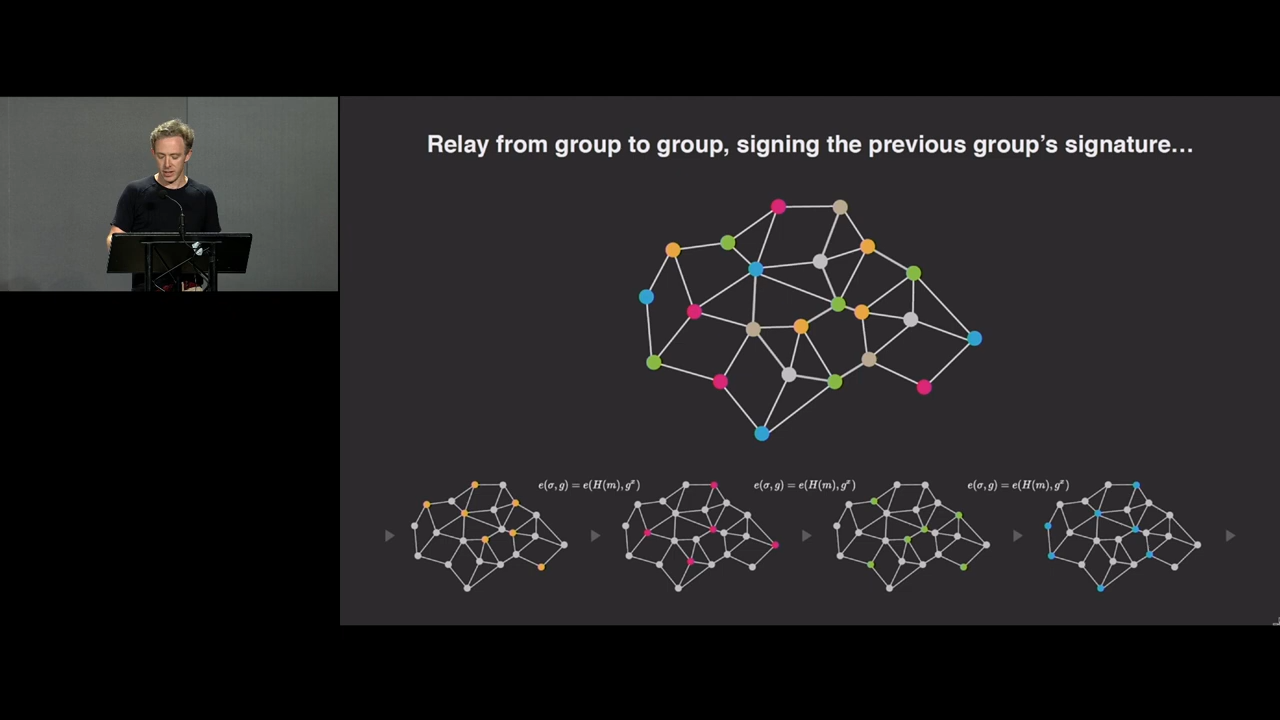 Relay from group to group, signing the previous group’s signature…
e(σ, g) = e(H(m), gˣ)
e(σ, g) = e(H(m), gˣ)
e(σ, g) = e(H(m), gˣ)